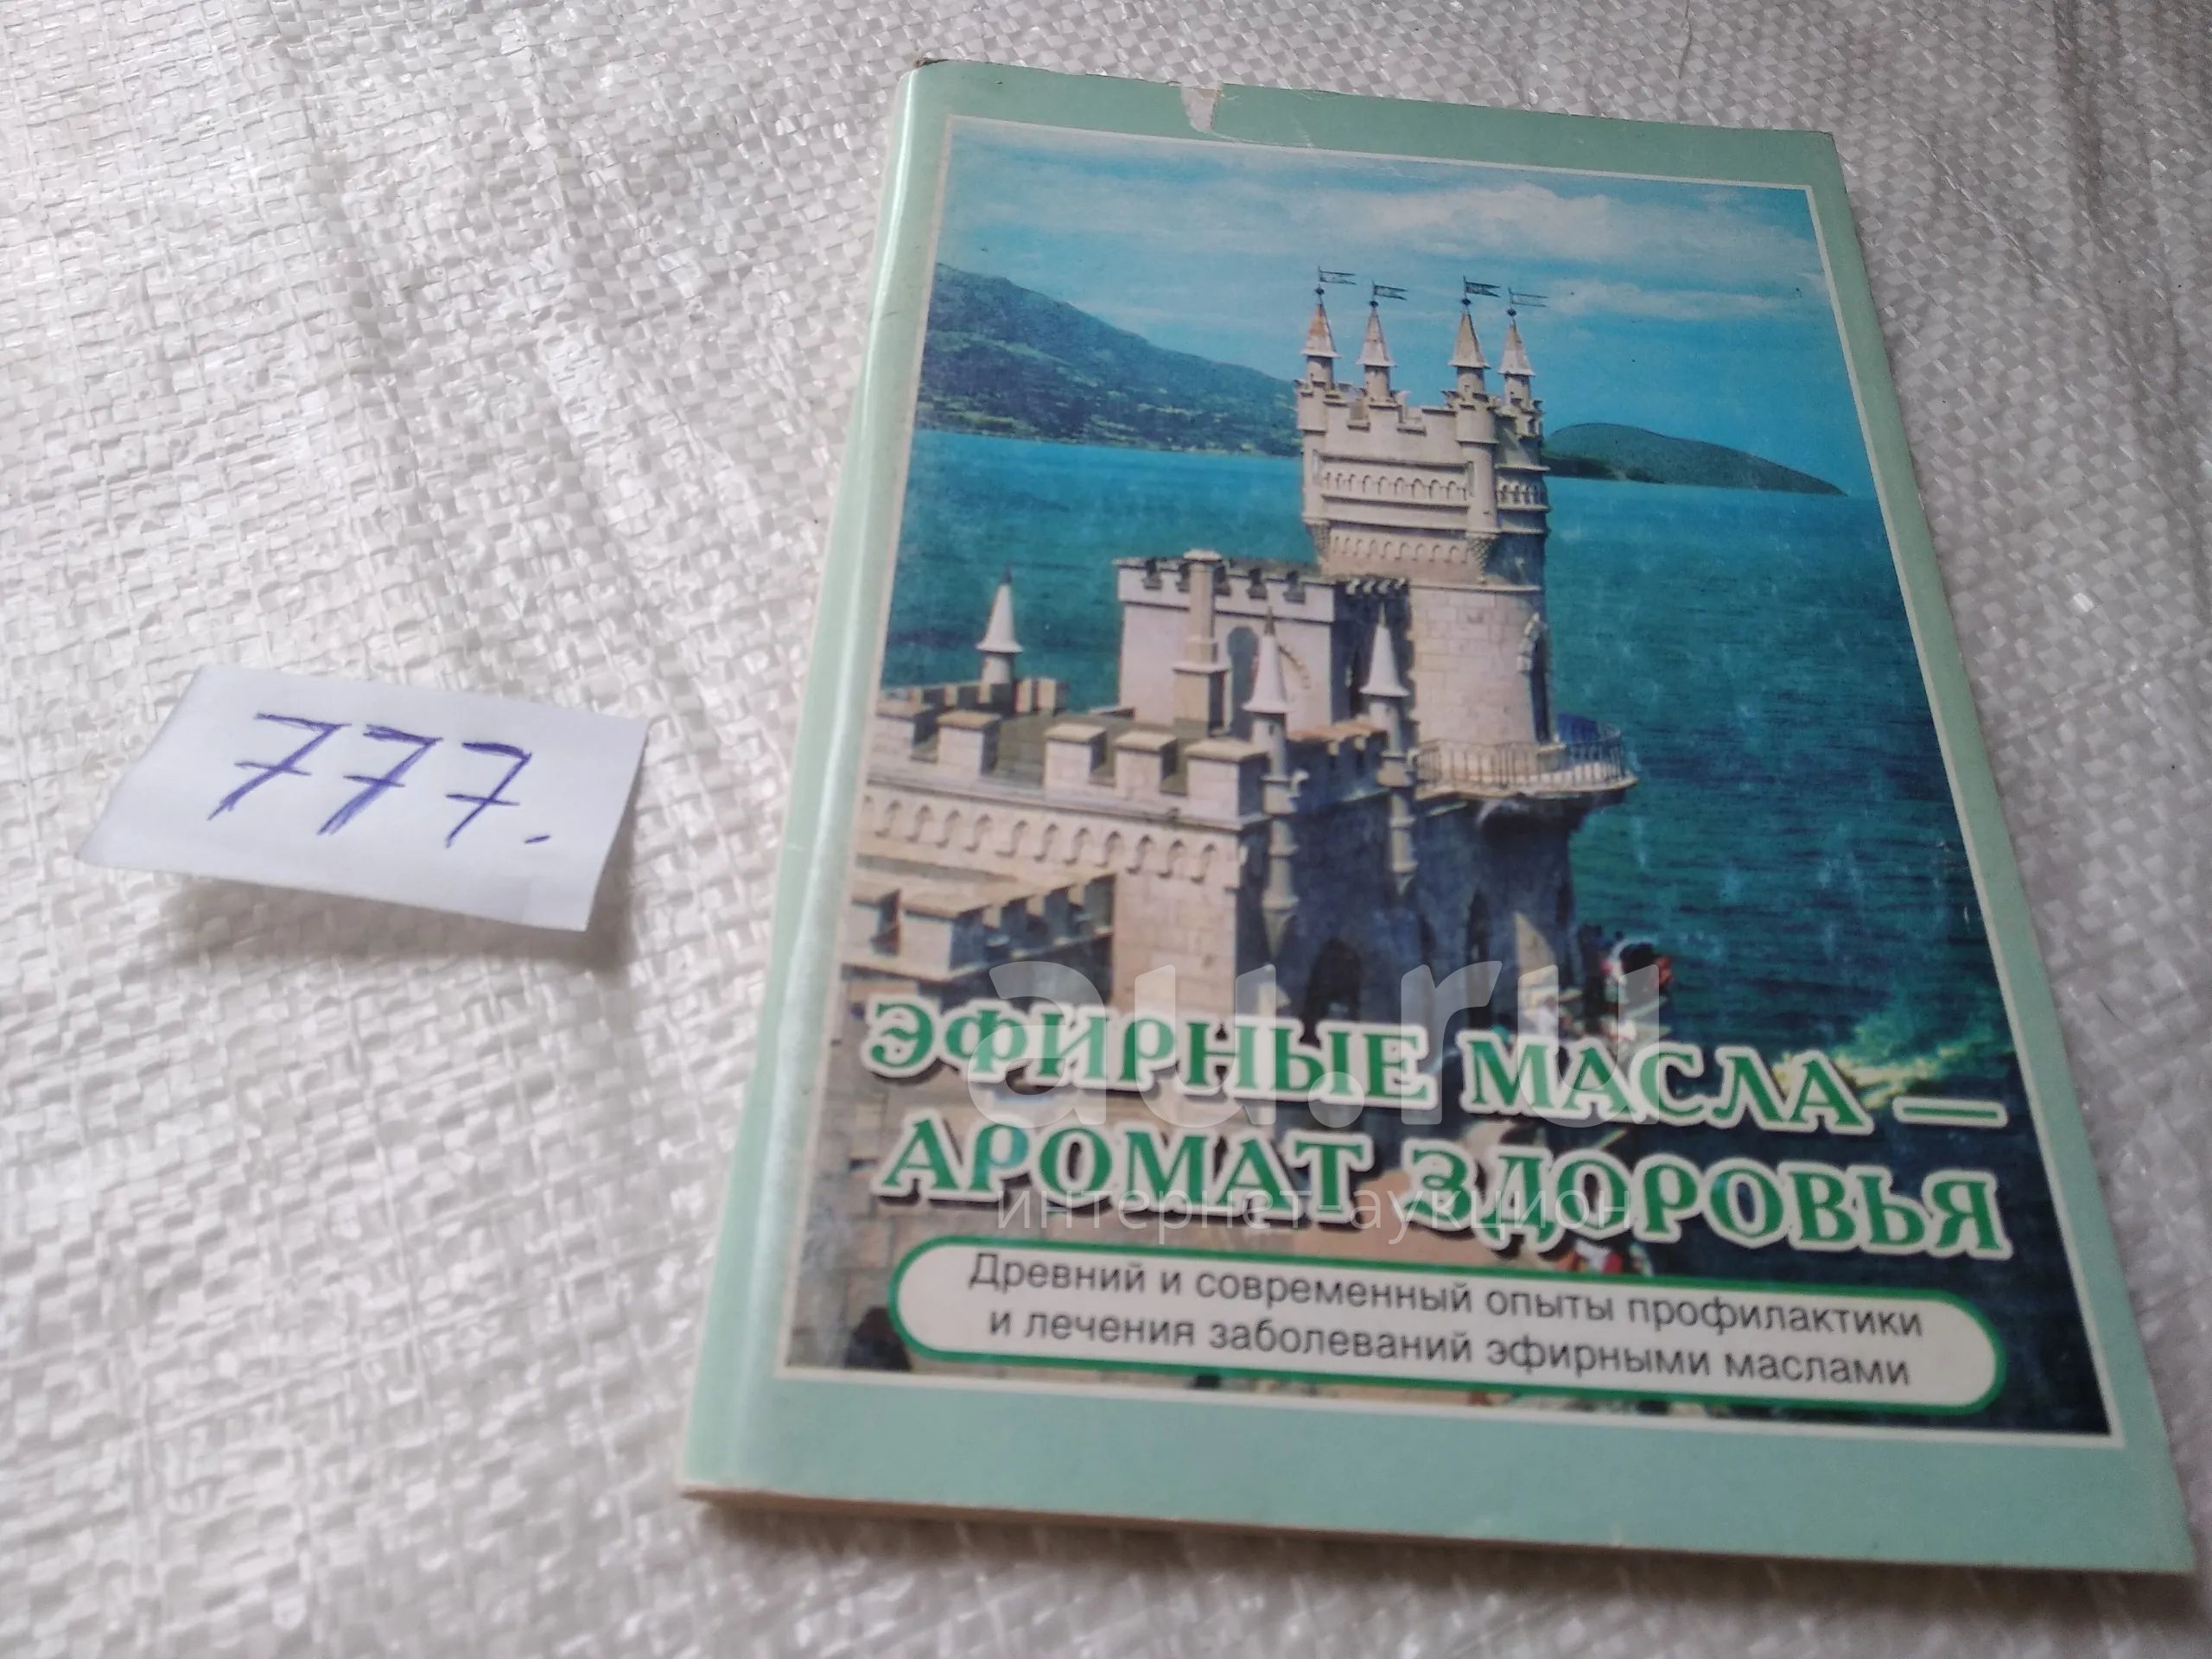 777.
ЭФИРНЫЕ МАСЛА —
АРОМАТ ЗДОРОВЬЯ
Древний и современный опыты профилактики
и лечения заболеваний эфирными маслами
au.ru
интернет аукцион